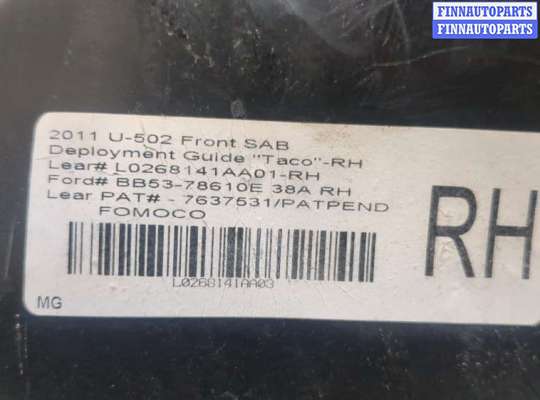 FINNAUTOPARTS
FINNAUTOPARTS
2011 U-502 Front SAB
Deployment Guide "Taco"-RH
Lear# L0268141AA01-RH
Ford# BB53-78610E 38A RH
Lear PAT# - 7637531/PATPEND
FOMOCO
RH
L0268141AA03
MG